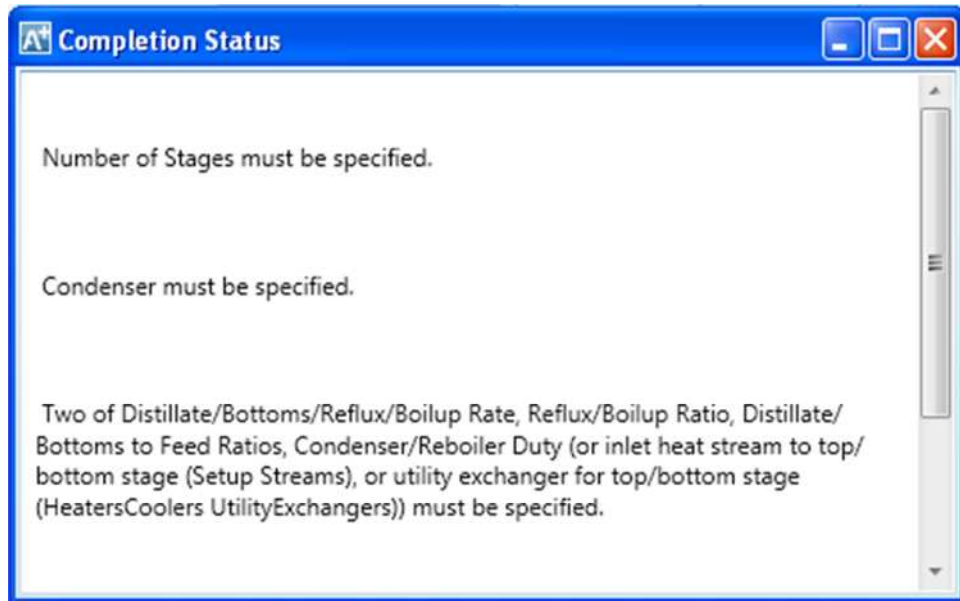 Completion Status
Number of Stages must be specified.
Condenser must be specified.
Two of Distillate/Bottoms/Reflux/Boilup Rate, Reflux/Boilup Ratio, Distillate/
Bottoms to Feed Ratios, Condenser/Reboiler Duty (or inlet heat stream to top/
bottom stage (Setup Streams), or utility exchanger for top/bottom stage
(HeatersCoolers UtilityExchangers)) must be specified.